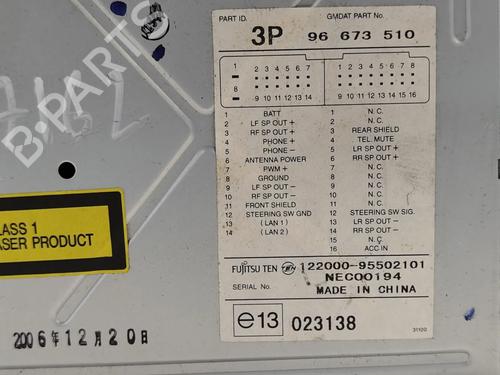 PART ID.
GMDAT PART No.
3P
96 673 510
1 2 3 4 5 6 7
1 2 3 4 5 6 7 8
8 9 10 11 12 13 14
9 10 11 12 13 14 15 16
1 BATT
2 LF SP OUT +
3 RF SP OUT +
4 PHONE +
5 PHONE -
6 ANTENNA POWER
7 PWM +
8 GROUND
9 LF SP OUT -
10 RF SP OUT -
11 FRONT SHIELD
12 STEERING SW GND
13 ( LAN 1 )
14 ( LAN 2 )
1 N.C.
2 N.C.
3 REAR SHIELD
4 TEL. MUTE
5 LR SP OUT +
6 RR SP OUT +
7 N.C.
8 N.C.
9 N.C.
10 N.C.
11 N.C.
12 STEERING SW SIG.
13 LR SP OUT -
14 RR SP OUT -
15 N.C.
16 ACC IN
FUJITSU TEN
122000-95502101
NEC00194
SERIAL No.
MADE IN CHINA
e13 023138
LASS 1
ASER PRODUCT
2006年12月20日
B-PARTS